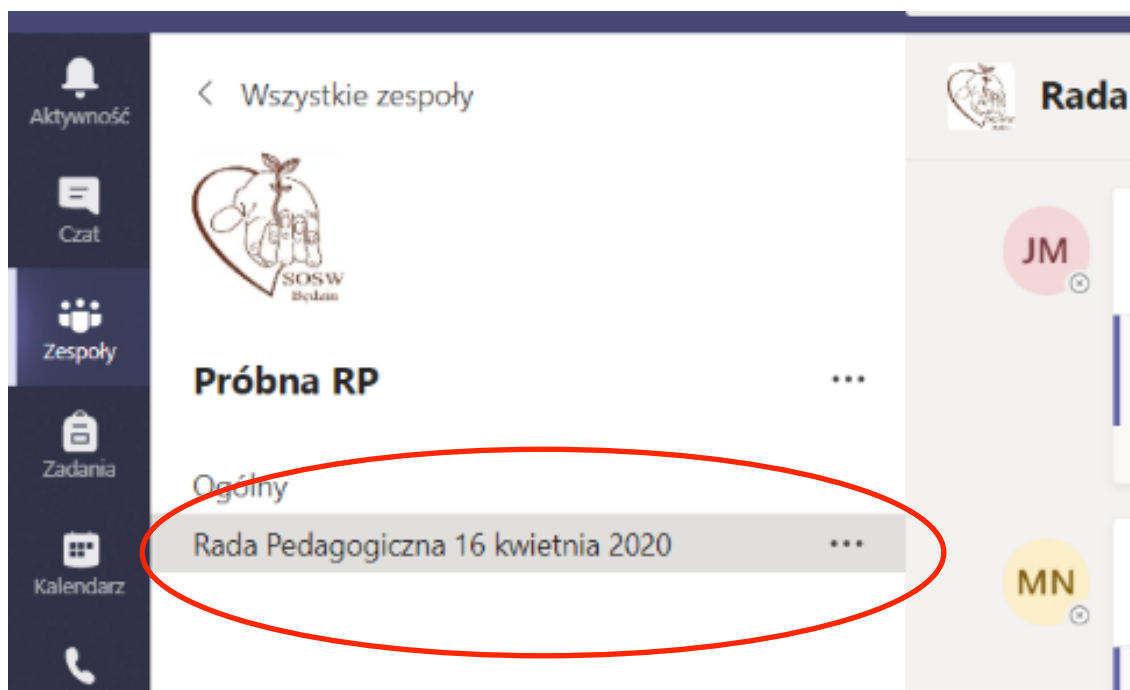 Aktywność
Czat
Zespoły
Zadania
Kalendarz
Wszystkie zespoły
SOSW
Będzin
Próbna RP
Ogólny
Rada Pedagogiczna 16 kwietnia 2020
Rada
JM
MN